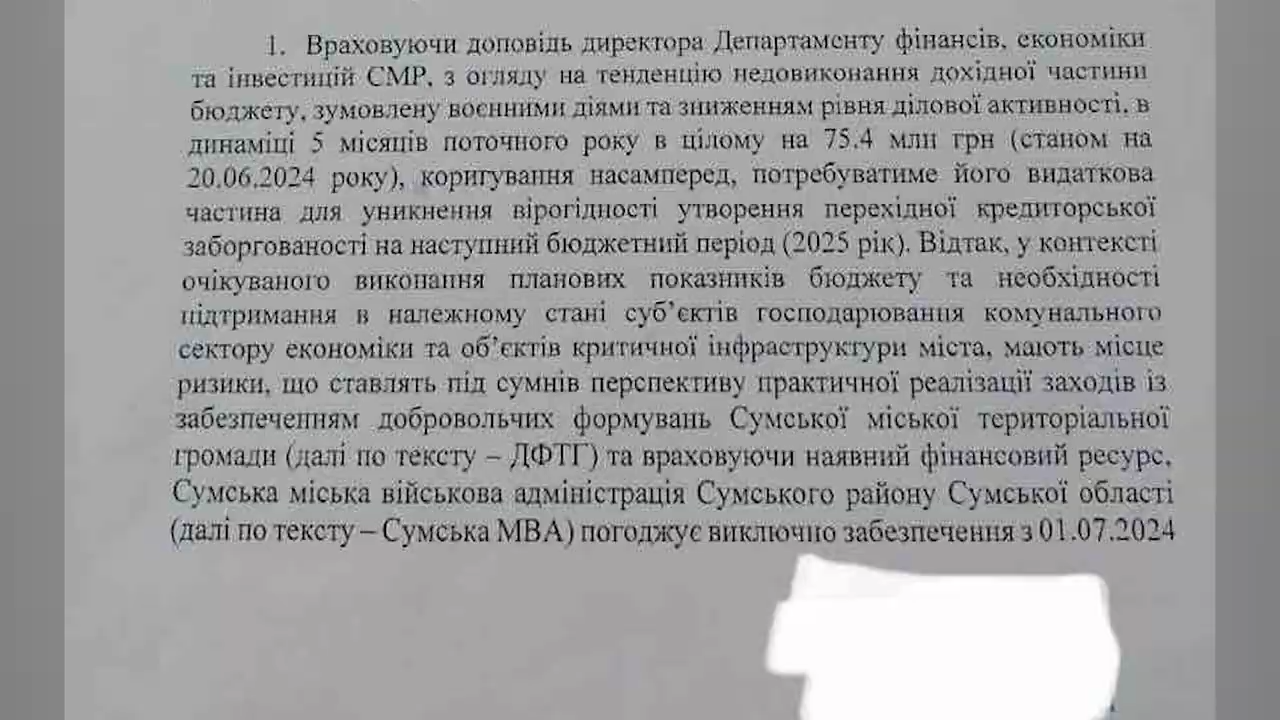 1. Враховуючи доповідь директора Департаменту фінансів, економіки
та інвестицій СМР, з огляду на тенденцію недовиконання дохідної частини
бюджету, зумовлену воєнними діями та зниженням рівня ділової активності, в
динаміці 5 місяців поточного року в цілому на 75.4 млн грн (станом на
20.06.2024 року), коригування насамперед, потребуватиме його видаткова
частина для уникнення вірогідності утворення перехідної кредиторської
заборгованості на наступний бюджетний період (2025 рік). Відтак, у контексті
очікуваного виконання планових показників бюджету та необхідності
підтримання в належному стані суб’єктів господарювання комунального
сектору економіки та об’єктів критичної інфраструктури міста, мають місце
ризики, що ставлять під сумнів перспективу практичної реалізації заходів із
забезпеченням добровольчих формувань Сумської міської територіальної
громади (далі по тексту – ДФТГ) та враховуючи наявний фінансовий ресурс,
Сумська міська військова адміністрація Сумського району Сумської області
(далі по тексту – Сумська МВА) погоджує виключно забезпечення з 01.07.2024